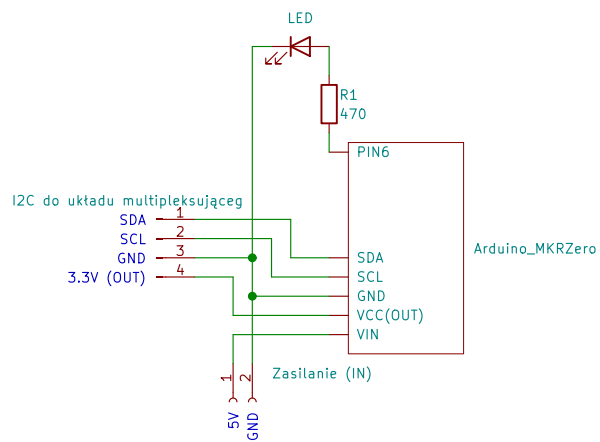 LED
R1
470
PIN6
I2C do układu multipleksująceg
SDA 1
SCL 2
GND 3
3.3V (OUT) 4
SDA
SCL
GND
VCC(OUT)
VIN
Arduino_MKRZero
Zasilanie (IN)
1 2
5V GND